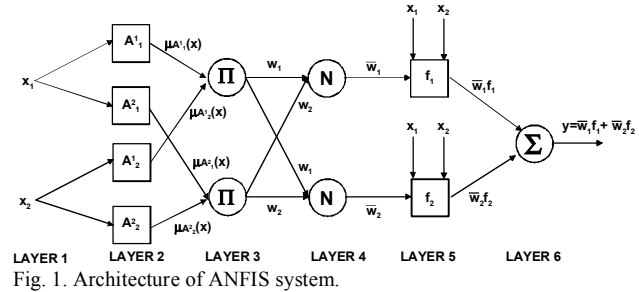 x1 x2
A¹1 μA¹1(x)
Π w1 N w̅1 f1 w̅1f1
x1
A²1 μA¹2(x) w2
x1 x2
Σ y=w̅1f1+ w̅2f2
A¹2 μA²1(x) w1
x2
Π w2 N w̅2 f2 w̅2f2
A²2 μA²2(x)
LAYER 1 LAYER 2 LAYER 3 LAYER 4 LAYER 5 LAYER 6
Fig. 1. Architecture of ANFIS system.